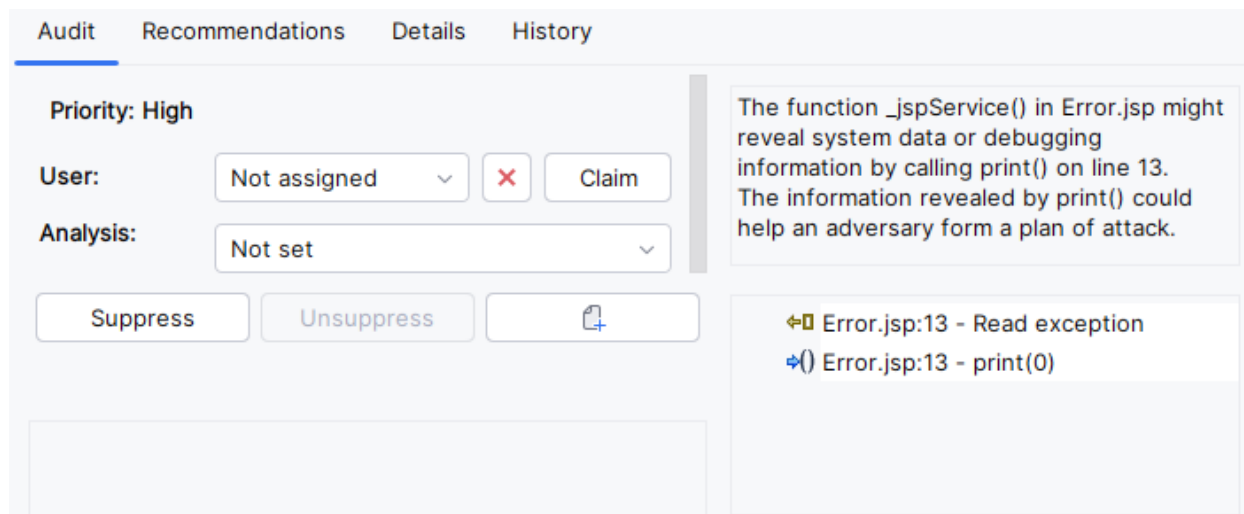 Audit Recommendations Details History
Priority: High
User: Not assigned Claim
Analysis: Not set
Suppress Unsuppress
The function _jspService() in Error.jsp might
reveal system data or debugging
information by calling print() on line 13.
The information revealed by print() could
help an adversary form a plan of attack.
Error.jsp:13 - Read exception
Error.jsp:13 - print(0)